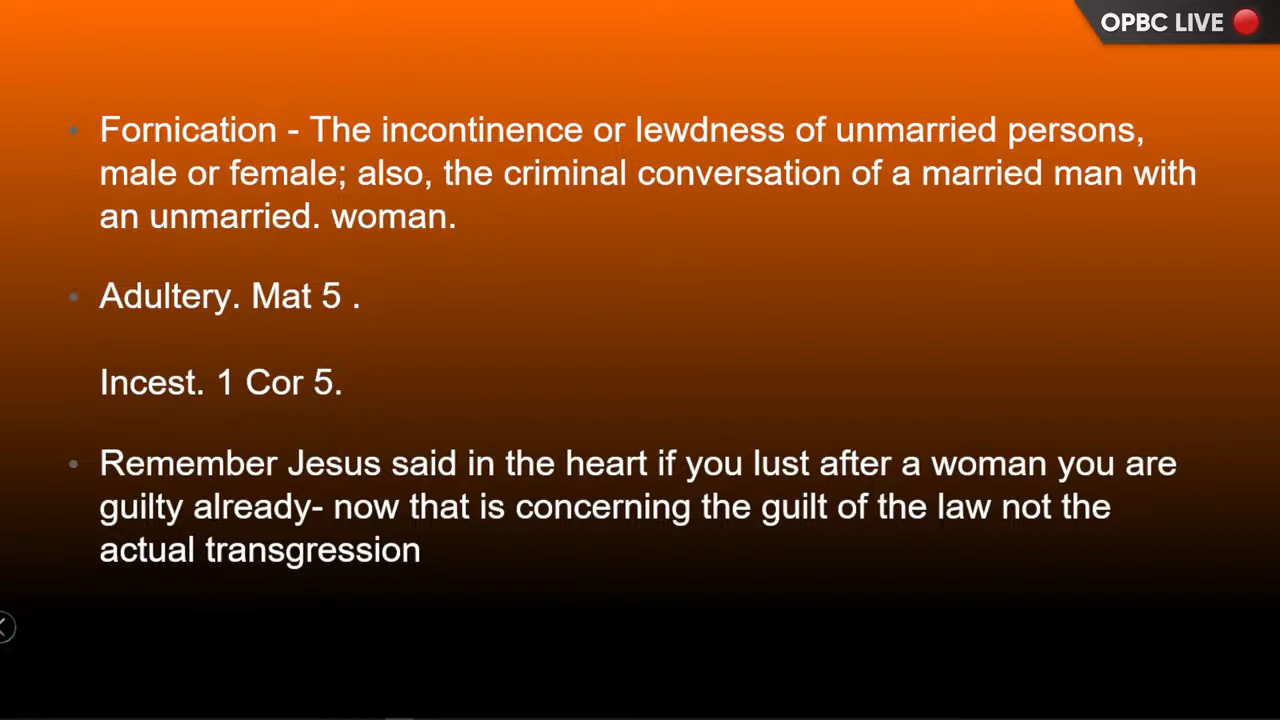 OPBC LIVE
Fornication - The incontinence or lewdness of unmarried persons,
male or female; also, the criminal conversation of a married man with
an unmarried. woman.
Adultery. Mat 5 .
Incest. 1 Cor 5.
Remember Jesus said in the heart if you lust after a woman you are
guilty already- now that is concerning the guilt of the law not the
actual transgression